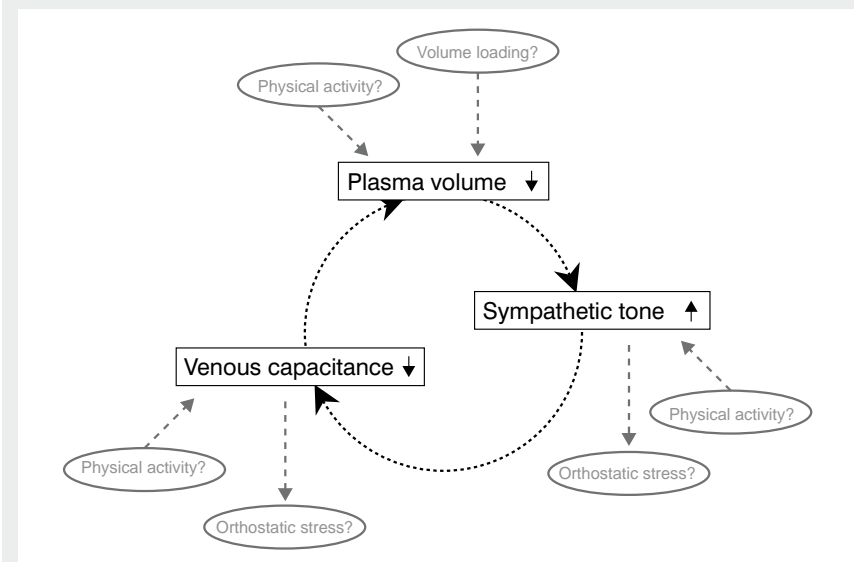 Volume loading?
Physical activity?
Plasma volume ↓
Sympathetic tone ↑
Venous capacitance ↓
Physical activity?
Physical activity?
Orthostatic stress?
Orthostatic stress?